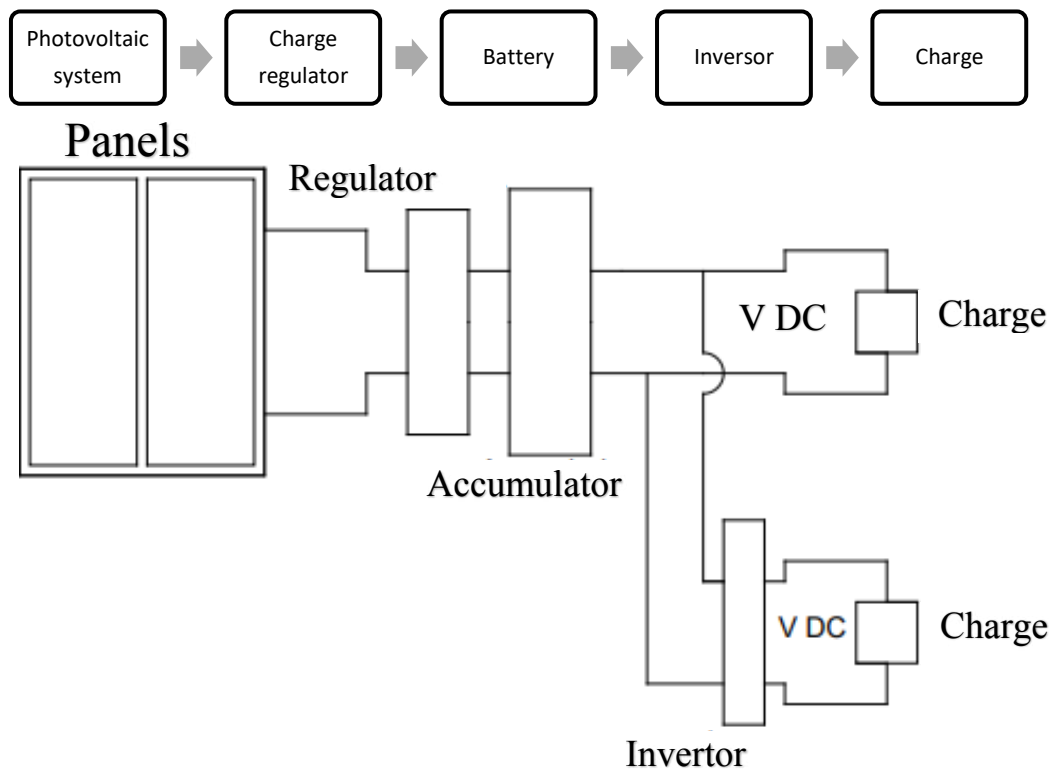 Photovoltaic
system
Charge
regulator
Battery
Inversor
Charge
Panels
Regulator
V DC
Charge
Accumulator
V DC
Charge
Invertor